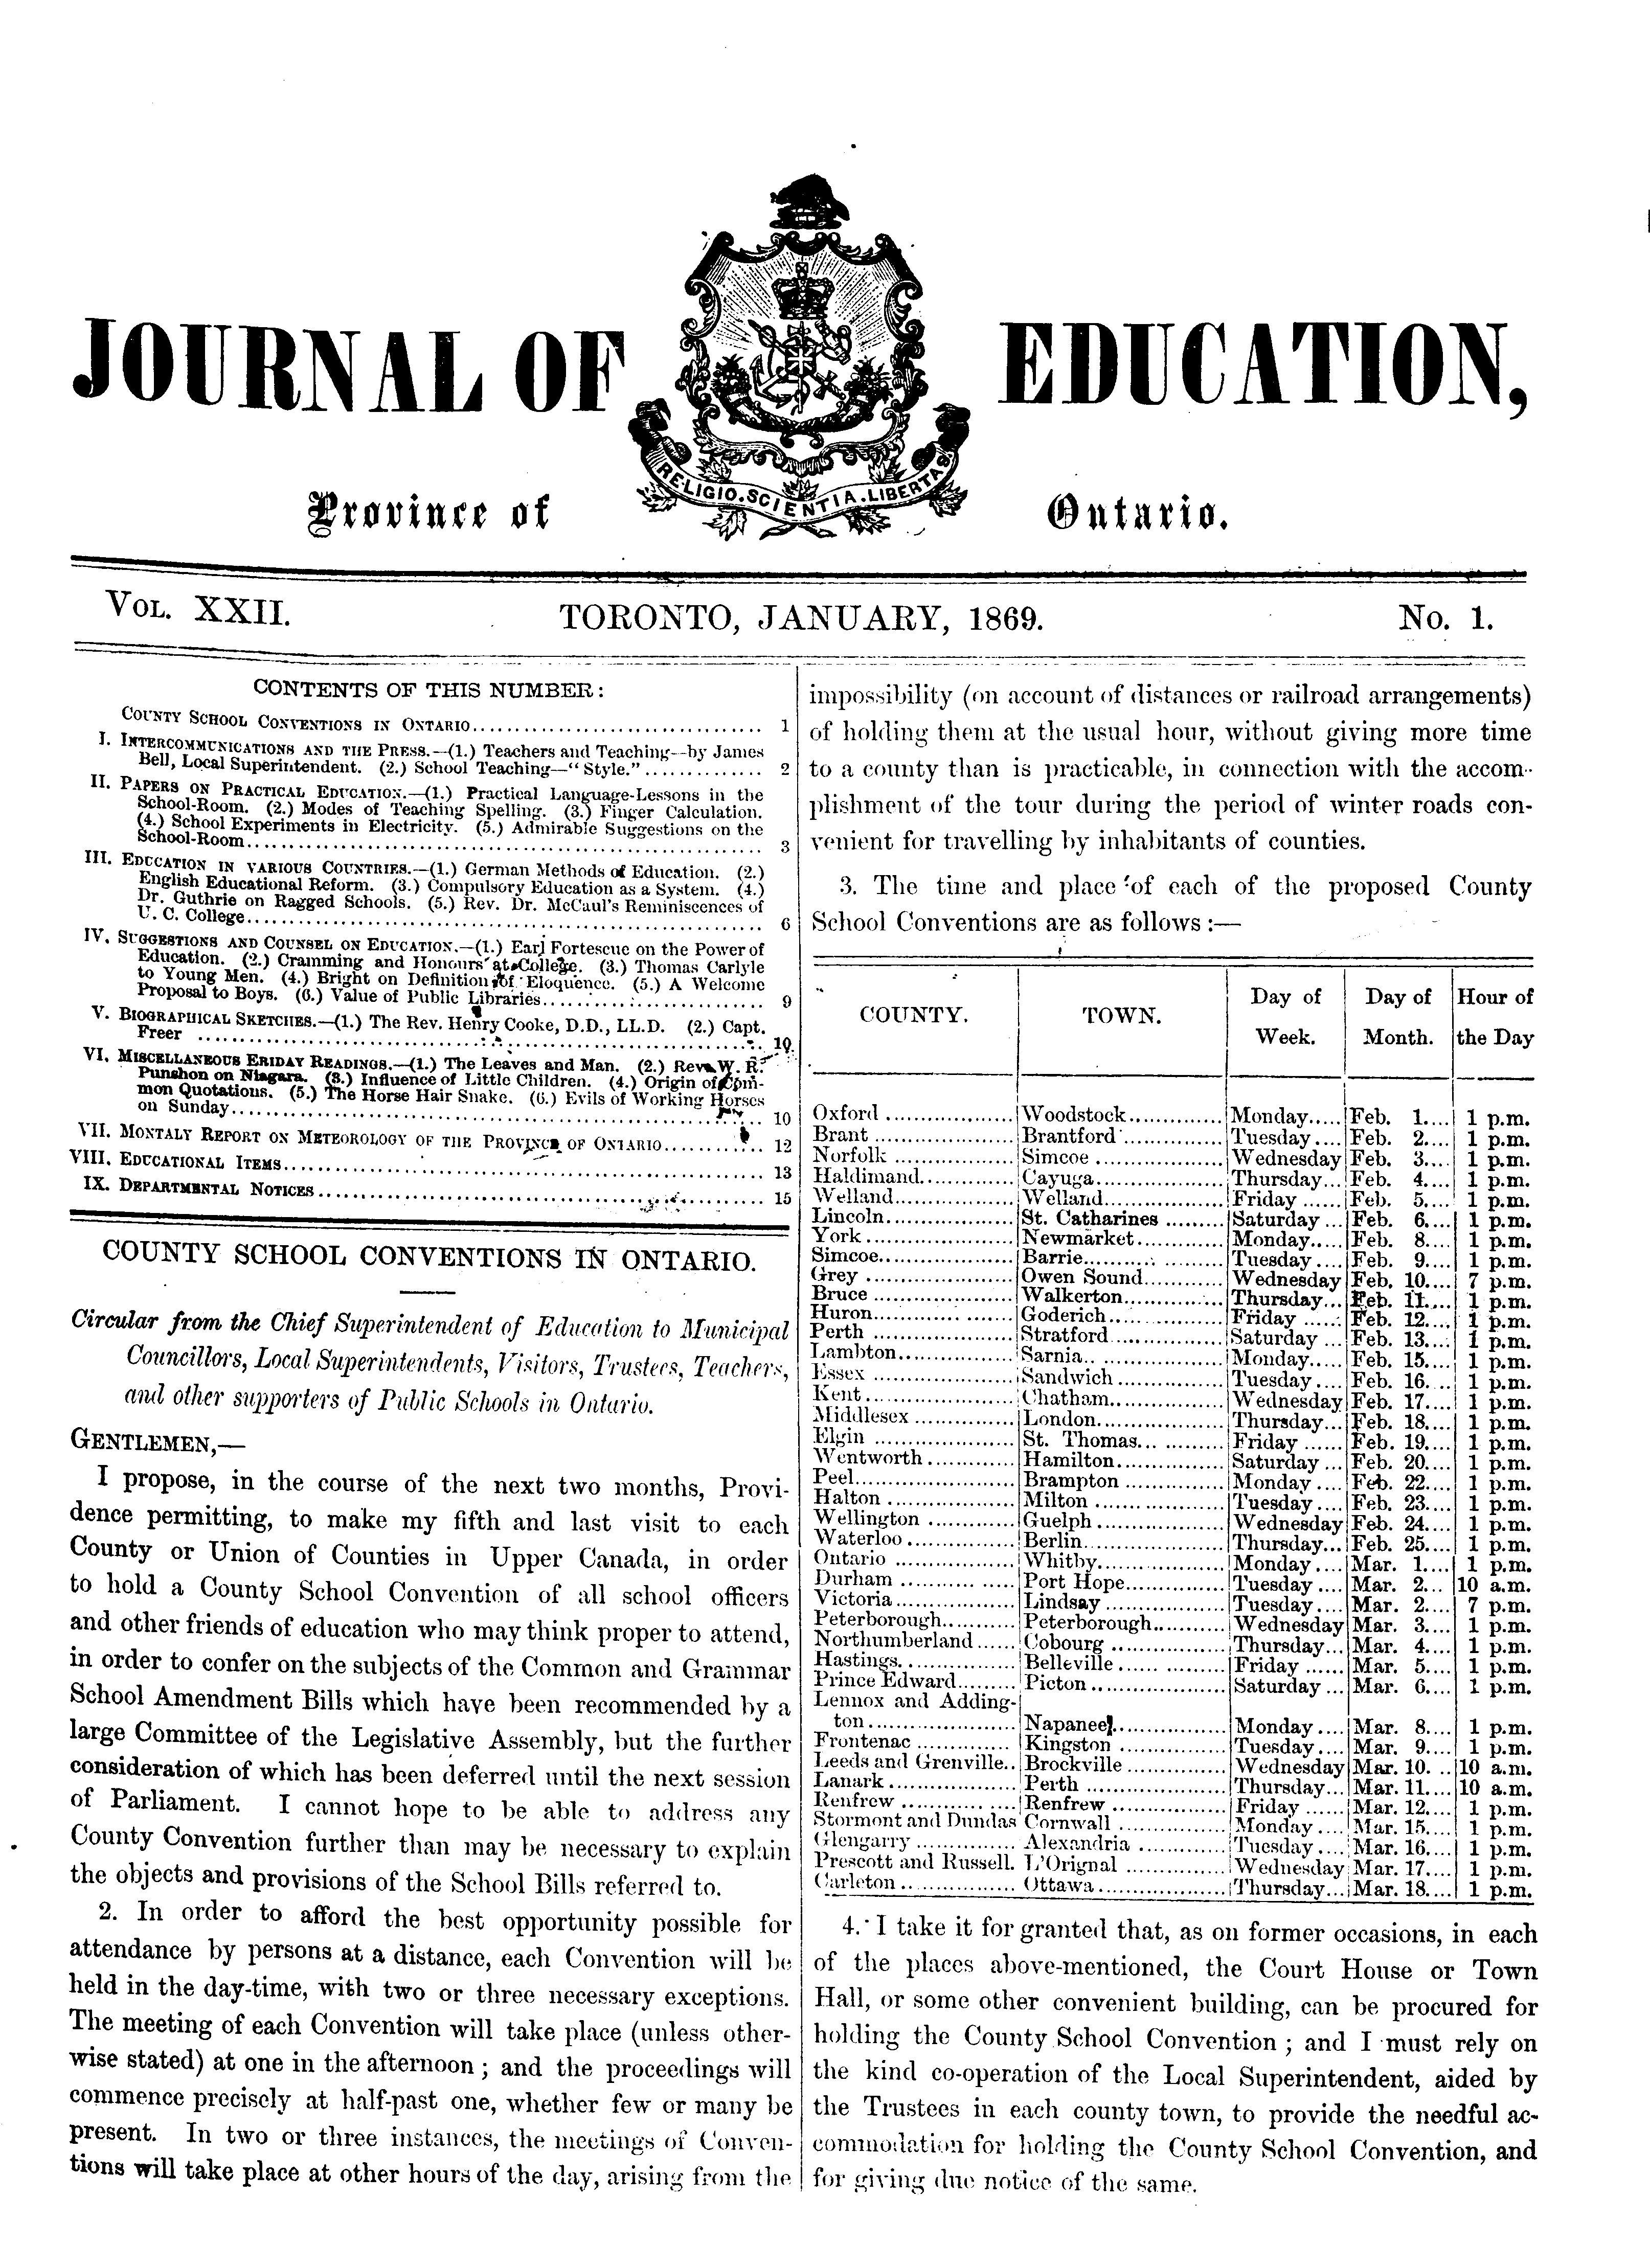 JOURNAL OF EDUCATION,
RELIGIO. SCIENTIA. LIBERTAS
Province of Ontario.
VOL. XXII. TORONTO, JANUARY, 1869. No. 1.
CONTENTS OF THIS NUMBER:
COUNTY SCHOOL CONVENTIONS IN ONTARIO.................................. 1
I. INTERCOMMUNICATIONS AND THE PRESS.—(1.) Teachers and Teaching—by James
Bell, Local Superintendent. (2.) School Teaching—"Style."............... 2
II. PAPERS ON PRACTICAL EDUCATION.—(1.) Practical Language-Lessons in the
School-Room. (2.) Modes of Teaching Spelling. (3.) Finger Calculation.
(4.) School Experiments in Electricity. (5.) Admirable Suggestions on the
School-Room.................................................................. 3
III. EDUCATION IN VARIOUS COUNTRIES.—(1.) German Methods of Education. (2.)
English Educational Reform. (3.) Compulsory Education as a System. (4.)
Dr. Guthrie on Ragged Schools. (5.) Rev. Dr. McCaul's Reminiscences of
U. C. College.................................................................. 6
IV. SUGGESTIONS AND COUNSEL ON EDUCATION.—(1.) Earl Fortescue on the Power of
Education. (2.) Cramming and Honours at College. (3.) Thomas Carlyle
to Young Men. (4.) Bright on Definition of Eloquence. (5.) A Welcome
Proposal to Boys. (6.) Value of Public Libraries........................... 9
V. BIOGRAPHICAL SKETCHES.—(1.) The Rev. Henry Cooke, D.D., LL.D. (2.) Capt.
Freer .................................................................. 10
VI. MISCELLANEOUS FRIDAY READINGS.—(1.) The Leaves and Man. (2.) Rev. W. R.
Punshon on Niagara. (3.) Influence of Little Children. (4.) Origin of Com-
mon Quotations. (5.) The Horse Hair Snake. (6.) Evils of Working Horses
on Sunday.................................................................. 10
VII. MONTALY REPORT ON METEOROLOGY OF THE PROVINCE OF ONTARIO............ 12
VIII. EDUCATIONAL ITEMS.................................................................. 13
IX. DEPARTMENTAL NOTICES............................................................ 15
COUNTY SCHOOL CONVENTIONS IN ONTARIO.
Circular from the Chief Superintendent of Education to Municipal
Councillors, Local Superintendents, Visitors, Trustees, Teachers,
and other supporters of Public Schools in Ontario.
GENTLEMEN,—
I propose, in the course of the next two months, Provi-
dence permitting, to make my fifth and last visit to each
County or Union of Counties in Upper Canada, in order
to hold a County School Convention of all school officers
and other friends of education who may think proper to attend,
in order to confer on the subjects of the Common and Grammar
School Amendment Bills which have been recommended by a
large Committee of the Legislative Assembly, but the further
consideration of which has been deferred until the next session
of Parliament. I cannot hope to be able to address any
County Convention further than may be necessary to explain
the objects and provisions of the School Bills referred to.
2. In order to afford the best opportunity possible for
attendance by persons at a distance, each Convention will be
held in the day-time, with two or three necessary exceptions.
The meeting of each Convention will take place (unless other-
wise stated) at one in the afternoon; and the proceedings will
commence precisely at half-past one, whether few or many be
present. In two or three instances, the meetings of Conven-
tions will take place at other hours of the day, arising from the
impossibility (on account of distances or railroad arrangements)
of holding them at the usual hour, without giving more time
to a county than is practicable, in connection with the accom-
plishment of the tour during the period of winter roads con-
venient for travelling by inhabitants of counties.
3. The time and place of each of the proposed County
School Conventions are as follows:—
COUNTY. TOWN. Day of Week. Day of Month. Hour of the Day
Oxford Woodstock Monday Feb. 1 1 p.m.
Brant Brantford Tuesday Feb. 2 1 p.m.
Norfolk Simcoe Wednesday Feb. 3 1 p.m.
Haldimand Cayuga Thursday Feb. 4 1 p.m.
Welland Welland Friday Feb. 5 1 p.m.
Lincoln St. Catharines Saturday Feb. 6 1 p.m.
York Newmarket Monday Feb. 8 1 p.m.
Simcoe Barrie Tuesday Feb. 9 1 p.m.
Grey Owen Sound Wednesday Feb. 10 7 p.m.
Bruce Walkerton Thursday Feb. 11 1 p.m.
Huron Goderich Friday Feb. 12 1 p.m.
Perth Stratford Saturday Feb. 13 1 p.m.
Lambton Sarnia Monday Feb. 15 1 p.m.
Essex Sandwich Tuesday Feb. 16 1 p.m.
Kent Chatham Wednesday Feb. 17 1 p.m.
Middlesex London Thursday Feb. 18 1 p.m.
Elgin St. Thomas Friday Feb. 19 1 p.m.
Wentworth Hamilton Saturday Feb. 20 1 p.m.
Peel Brampton Monday Feb. 22 1 p.m.
Halton Milton Tuesday Feb. 23 1 p.m.
Wellington Guelph Wednesday Feb. 24 1 p.m.
Waterloo Berlin Thursday Feb. 25 1 p.m.
Ontario Whitby Monday Mar. 1 1 p.m.
Durham Port Hope Tuesday Mar. 2 10 a.m.
Victoria Lindsay Tuesday Mar. 2 7 p.m.
Peterborough Peterborough Wednesday Mar. 3 1 p.m.
Northumberland Cobourg Thursday Mar. 4 1 p.m.
Hastings Belleville Friday Mar. 5 1 p.m.
Prince Edward Picton Saturday Mar. 6 1 p.m.
Lennox and Adding-
ton Napanee Monday Mar. 8 1 p.m.
Frontenac Kingston Tuesday Mar. 9 1 p.m.
Leeds and Grenville Brockville Wednesday Mar. 10 10 a.m.
Lanark Perth Thursday Mar. 11 10 a.m.
Renfrew Renfrew Friday Mar. 12 1 p.m.
Stormont and Dundas Cornwall Monday Mar. 15 1 p.m.
Glengarry Alexandria Tuesday Mar. 16 1 p.m.
Prescott and Russell. L'Orignal Wednesday Mar. 17 1 p.m.
Carleton Ottawa Thursday Mar. 18 1 p.m.
4. I take it for granted that, as on former occasions, in each
of the places above-mentioned, the Court House or Town
Hall, or some other convenient building, can be procured for
holding the County School Convention; and I must rely on
the kind co-operation of the Local Superintendent, aided by
the Trustees in each county town, to provide the needful ac-
commodation for holding the County School Convention, and
for giving due notice of the same.